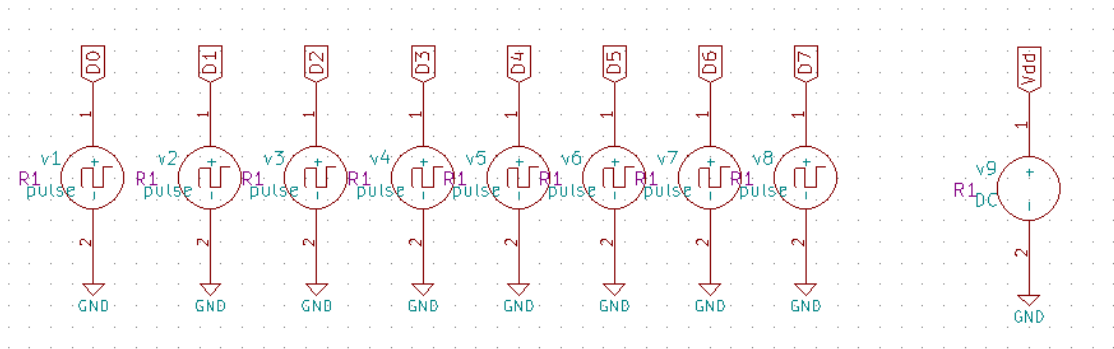 D0 D1 D2 D3 D4 D5 D6 D7 Vdd
1 1 1 1 1 1 1 1 1
v1 v2 v3 v4 v5 v6 v7 v8 v9
+ + + + + + + + +
R1 R1 R1 R1 R1 R1 R1 R1 R1
pulse pulse pulse pulse pulse pulse pulse pulse DC
2 2 2 2 2 2 2 2 2
GND GND GND GND GND GND GND GND GND